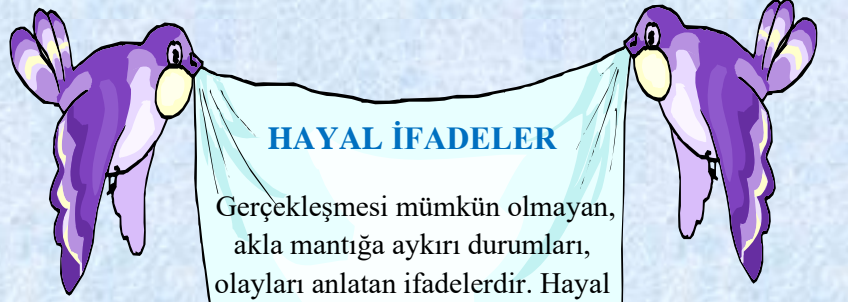 HAYAL İFADELER
Gerçekleşmesi mümkün olmayan,
akla mantığa aykırı durumları,
olayları anlatan ifadelerdir. Hayal